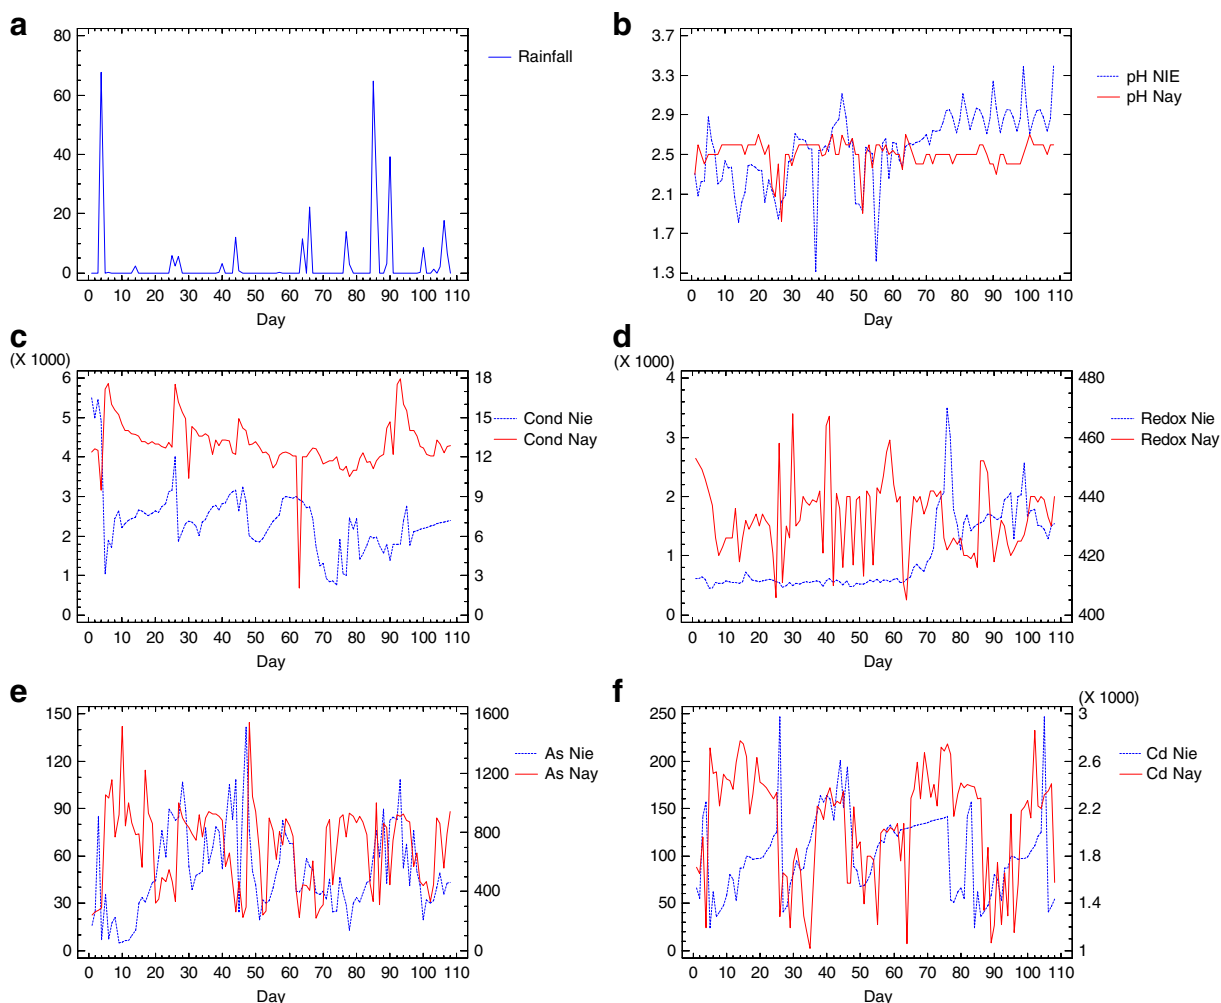 a
80
60
40
20
0
0 10 20 30 40 50 60 70 80 90 100 110
Day
Rainfall
b
3.7
3.3
2.9
2.5
2.1
1.7
1.3
0 10 20 30 40 50 60 70 80 90 100 110
Day
pH NIE
pH Nay
c
(X 1000)
6
5
4
3
2
1
0
18
15
12
9
6
3
0
0 10 20 30 40 50 60 70 80 90 100 110
Day
Cond Nie
Cond Nay
d
(X 1000)
4
3
2
1
0
480
460
440
420
400
0 10 20 30 40 50 60 70 80 90 100 110
Day
Redox Nie
Redox Nay
e
150
120
90
60
30
0
1600
1200
800
400
0
0 10 20 30 40 50 60 70 80 90 100 110
Day
As Nie
As Nay
f
250
200
150
100
50
0
(X 1000)
3
2.6
2.2
1.8
1.4
1
0 10 20 30 40 50 60 70 80 90 100 110
Day
Cd Nie
Cd Nay